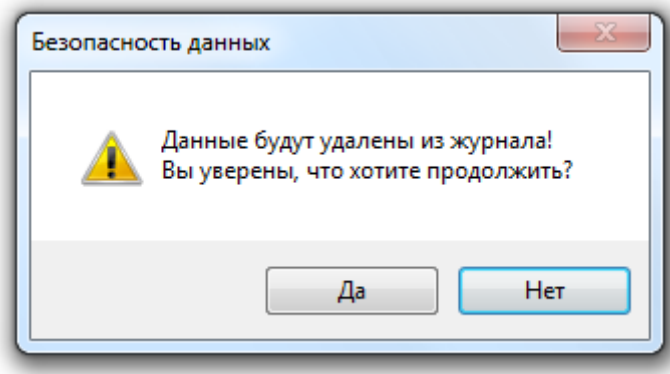 Безопасность данных
Данные будут удалены из журнала!
Вы уверены, что хотите продолжить?
Да
Нет